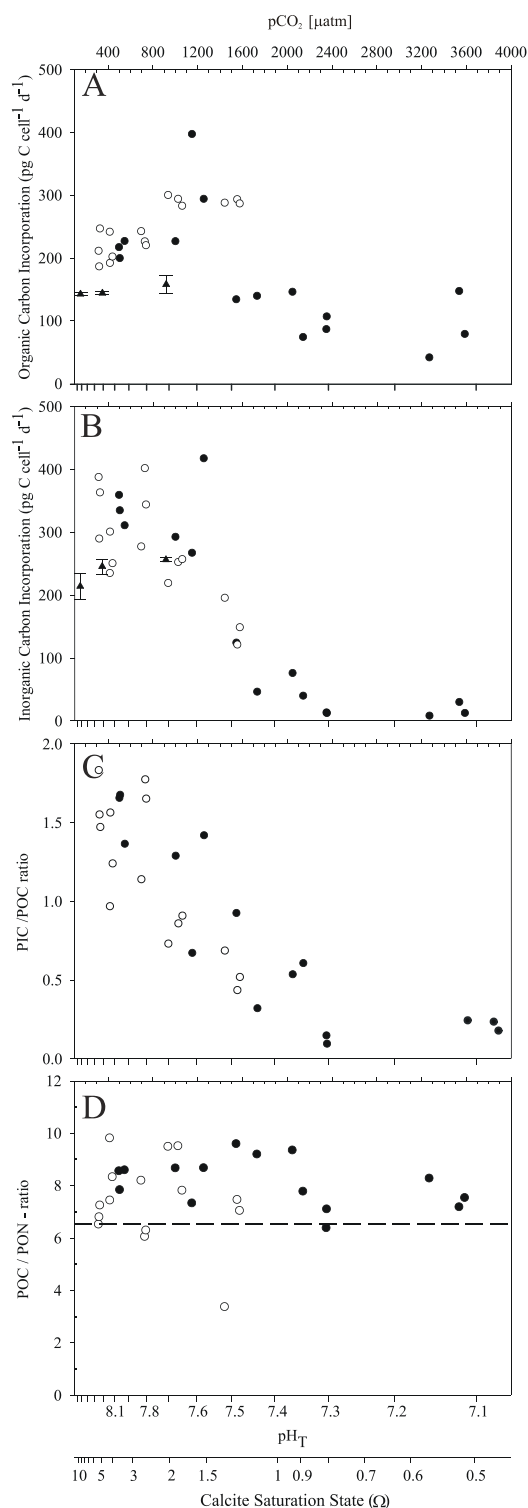 pCO₂ [µatm]
400 800 1200 1600 2000 2400 2800 3200 3600 4000
A
500
400
300
200
100
0
Organic Carbon Incorporation (pg C cell⁻¹ d⁻¹)
B
500
400
300
200
100
0
Inorganic Carbon Incorporation (pg C cell⁻¹ d⁻¹)
C
2.0
1.5
1.0
0.5
0.0
PIC /POC ratio
D
12
10
8
6
4
2
0
POC / PON - ratio
8.1 7.8 7.6 7.5 7.4 7.3 7.2 7.1
pH_T
10 5 3 2 1.5 1 0.9 0.7 0.6 0.5
Calcite Saturation State (Ω)